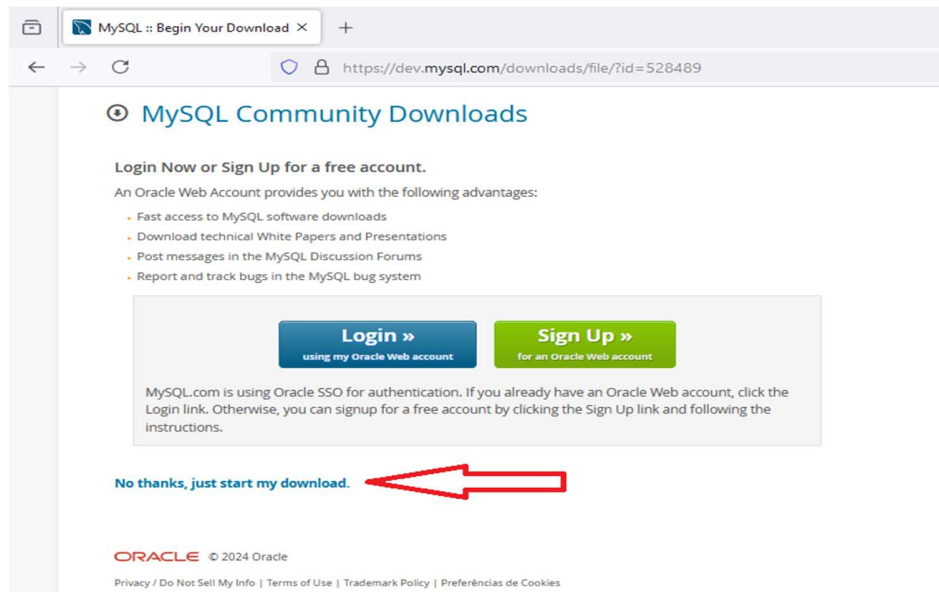 MySQL :: Begin Your Download
https://dev.mysql.com/downloads/file/?id=528489
MySQL Community Downloads
Login Now or Sign Up for a free account.
An Oracle Web Account provides you with the following advantages:
Fast access to MySQL software downloads
Download technical White Papers and Presentations
Post messages in the MySQL Discussion Forums
Report and track bugs in the MySQL bug system
Login »
using my Oracle Web account
Sign Up »
for an Oracle Web account
MySQL.com is using Oracle SSO for authentication. If you already have an Oracle Web account, click the
Login link. Otherwise, you can signup for a free account by clicking the Sign Up link and following the
instructions.
No thanks, just start my download.
ORACLE © 2024 Oracle
Privacy / Do Not Sell My Info | Terms of Use | Trademark Policy | Preferências de Cookies